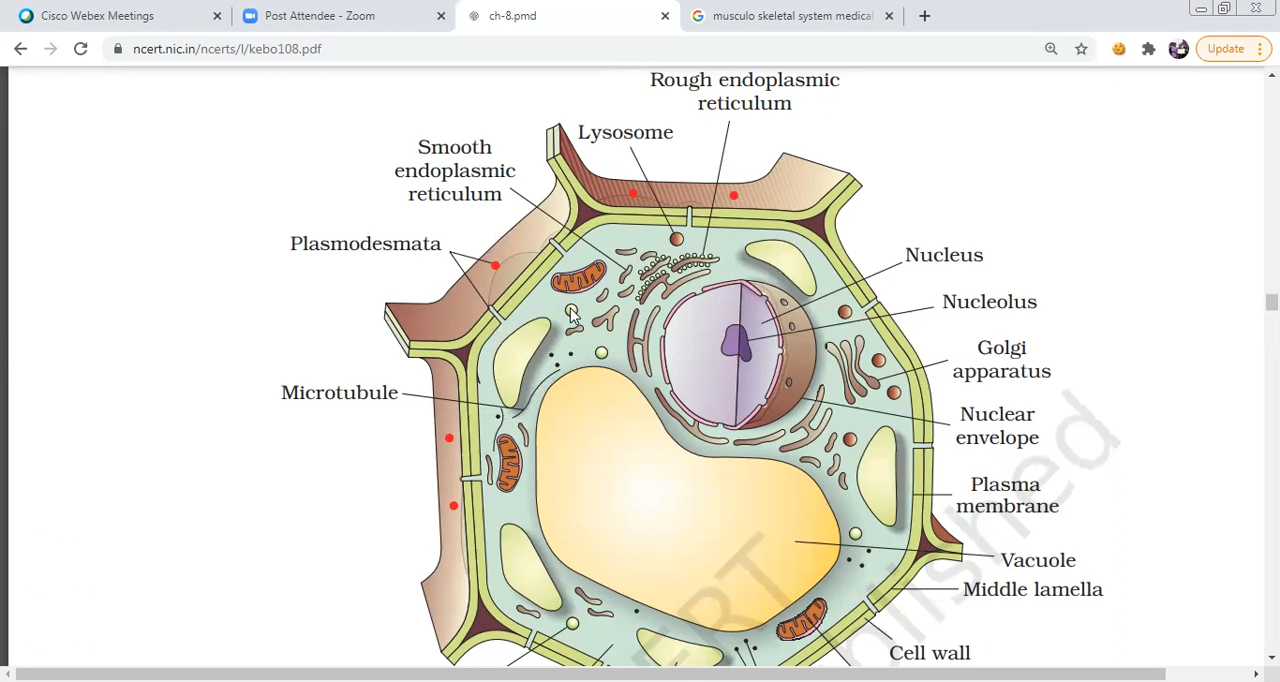 Cisco Webex Meetings
Post Attendee - Zoom
ch-8.pmd
musculo skeletal system medical
ncert.nic.in/ncerts/l/kebo108.pdf
Update
Rough endoplasmic
reticulum
Lysosome
Smooth
endoplasmic
reticulum
Plasmodesmata
Nucleus
Nucleolus
Golgi
apparatus
Microtubule
Nuclear
envelope
Plasma
membrane
Vacuole
Middle lamella
Cell wall
ERT
published